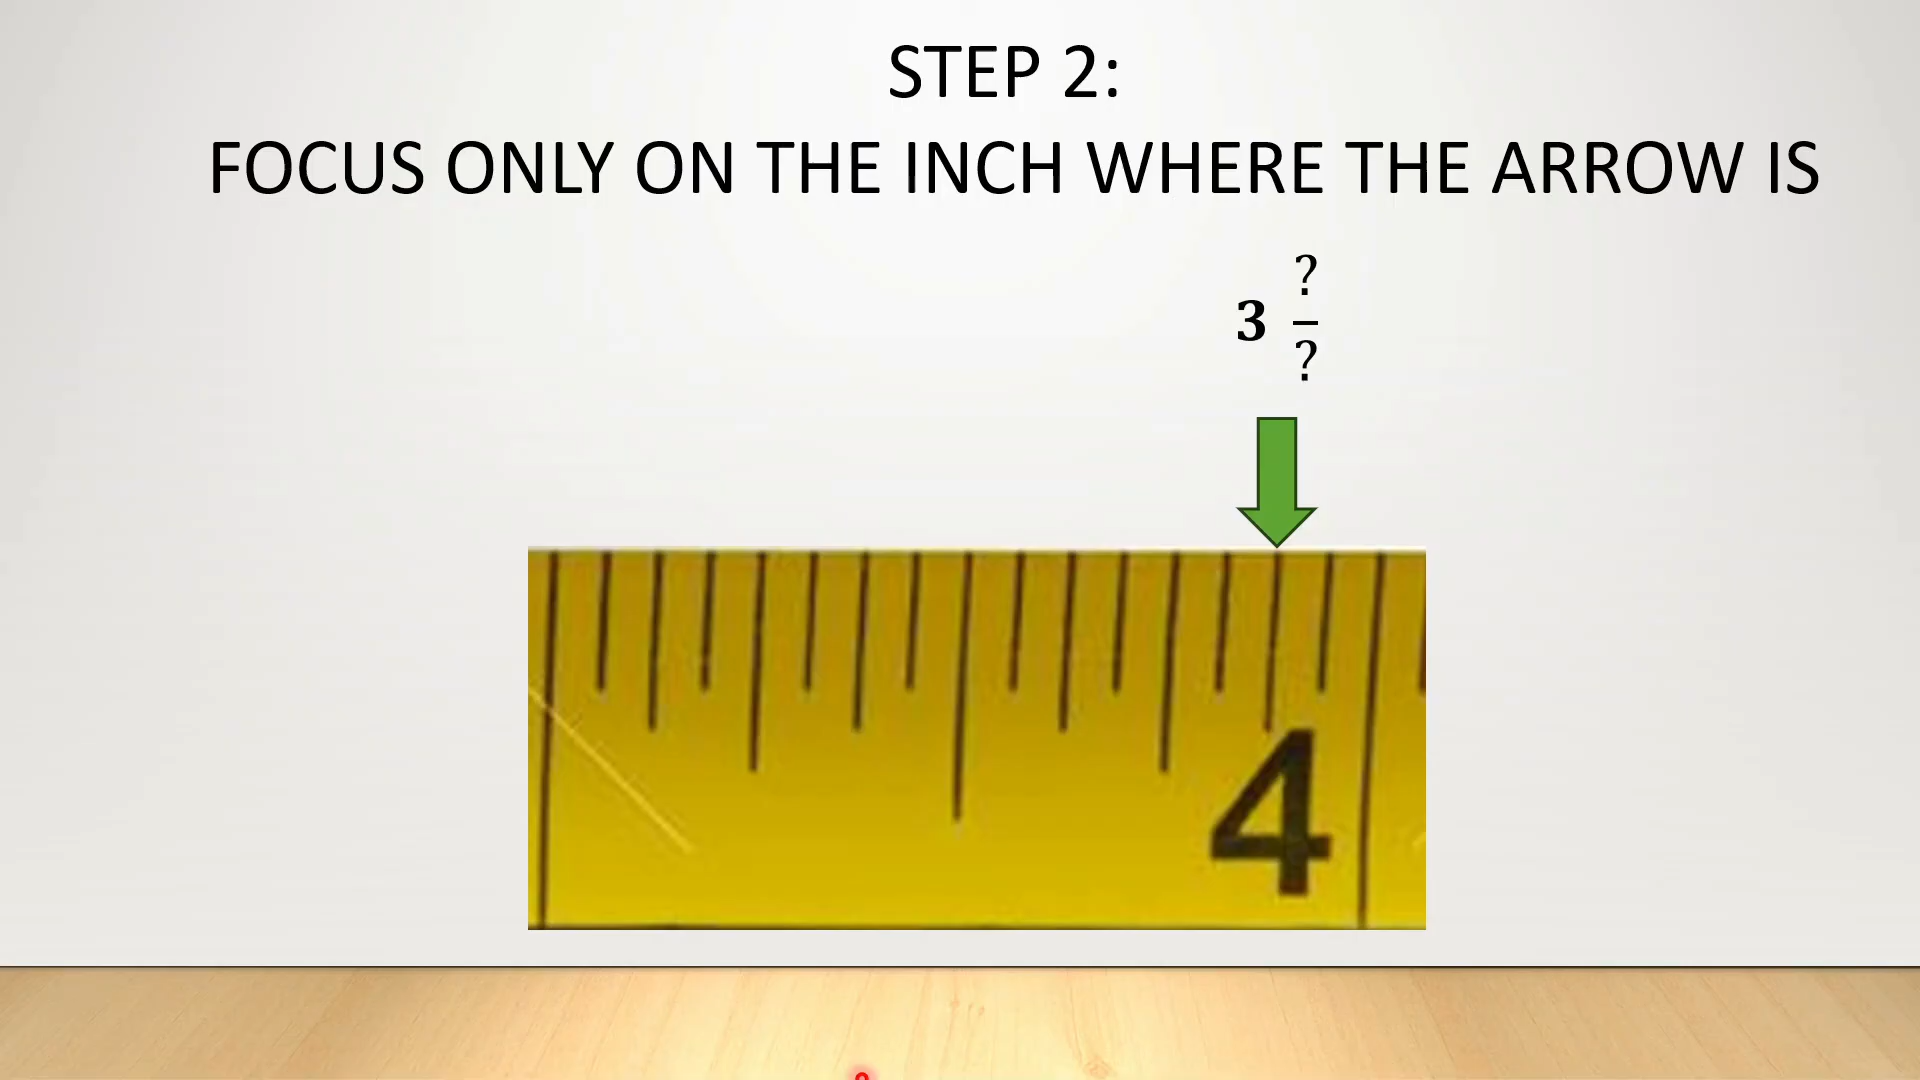 STEP 2:
FOCUS ONLY ON THE INCH WHERE THE ARROW IS
3 ?/?
4